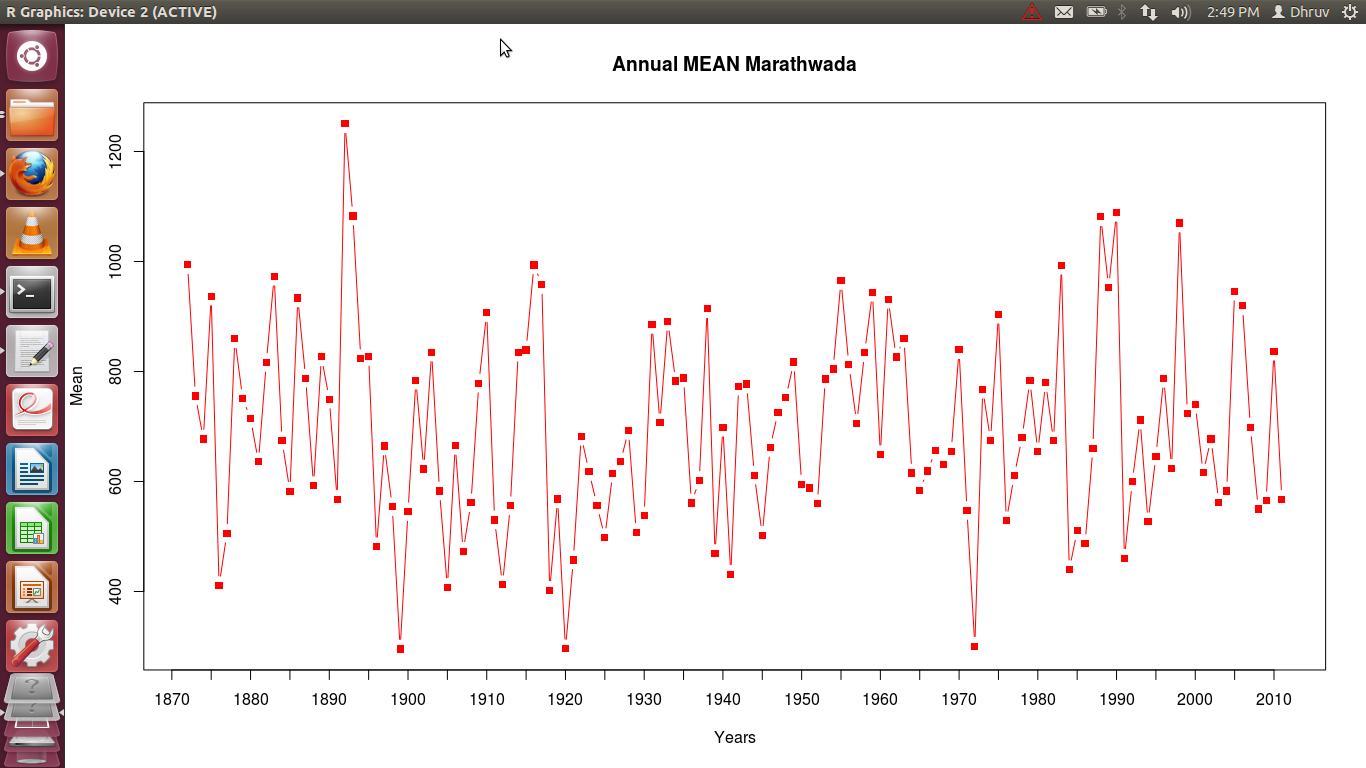 R Graphics: Device 2 (ACTIVE)
2:49 PM
Dhruv
Annual MEAN Marathwada
1200
1000
800
600
400
Mean
1870 1880 1890 1900 1910 1920 1930 1940 1950 1960 1970 1980 1990 2000 2010
Years